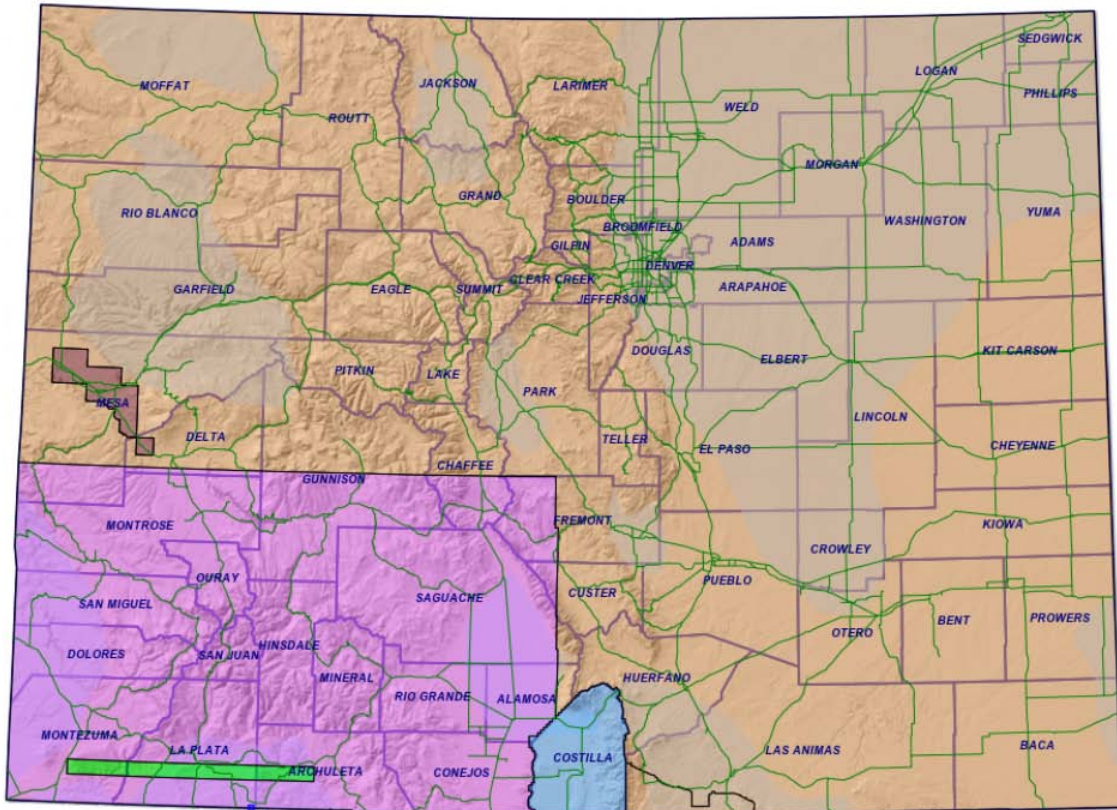 SEDGWICK
LOGAN
MOFFAT
JACKSON
LARIMER
PHILLIPS
WELD
ROUTT
MORGAN
GRAND
BOULDER
RIO BLANCO
YUMA
WASHINGTON
BROOMFIELD
ADAMS
GILPIN
DENVER
CLEAR CREEK
GARFIELD
EAGLE
SUMMIT
ARAPAHOE
JEFFERSON
DOUGLAS
ELBERT
KIT CARSON
PITKIN
LAKE
PARK
MESA
LINCOLN
DELTA
TELLER
EL PASO
CHEYENNE
CHAFFEE
GUNNISON
MONTROSE
FREMONT
KIOWA
CROWLEY
OURAY
PUEBLO
SAN MIGUEL
SAGUACHE
CUSTER
BENT
PROWERS
OTERO
DOLORES
SAN JUAN
HINSDALE
MINERAL
HUERFANO
RIO GRANDE
ALAMOSA
MONTEZUMA
LA PLATA
COSTILLA
LAS ANIMAS
BACA
ARCHULETA
CONEJOS